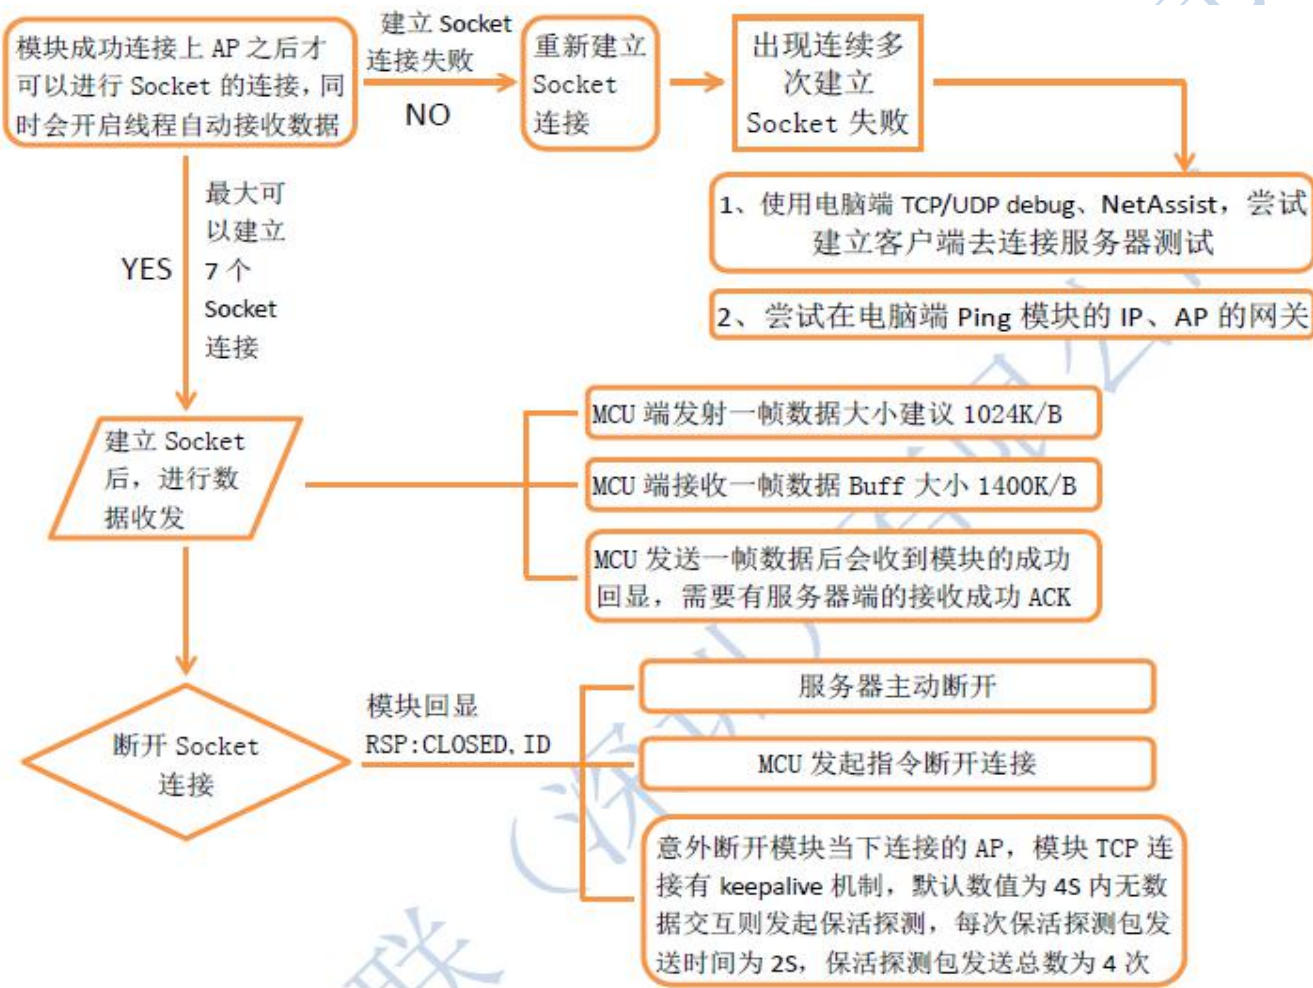 模块成功连接上 AP 之后才
可以进行 Socket 的连接，同
时会开启线程自动接收数据
建立 Socket
连接失败
NO
重新建立
Socket
连接
出现连续多
次建立
Socket 失败
1、使用电脑端 TCP/UDP debug、NetAssist，尝试
建立客户端去连接服务器测试
2、尝试在电脑端 Ping 模块的 IP、AP 的网关
YES
最大可
以建立
7 个
Socket
连接
建立 Socket
后，进行数
据收发
MCU 端发射一帧数据大小建议 1024K/B
MCU 端接收一帧数据 Buff 大小 1400K/B
MCU 发送一帧数据后会收到模块的成功
回显，需要有服务器端的接收成功 ACK
断开 Socket
连接
模块回显
RSP:CLOSED,ID
服务器主动断开
MCU 发起指令断开连接
意外断开模块当下连接的 AP，模块 TCP 连
接有 keepalive 机制，默认数值为 4S 内无数
据交互则发起保活探测，每次保活探测包发
送时间为 2S，保活探测包发送总数为 4 次